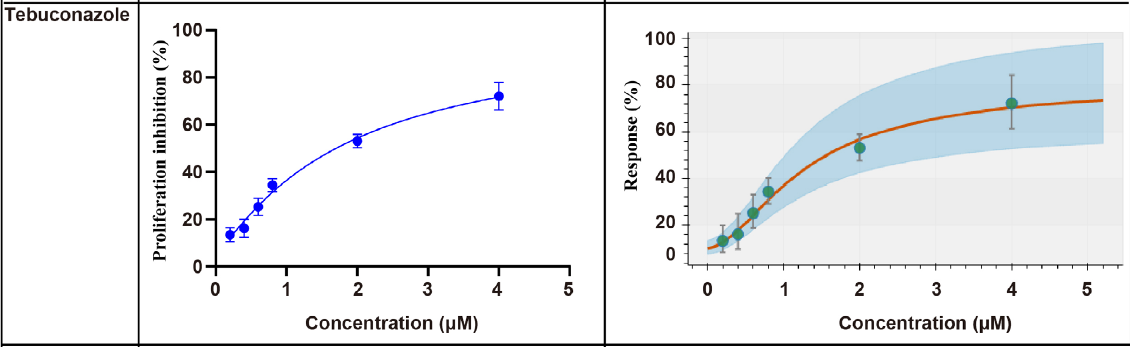 Tebuconazole
Proliferation inhibition (%)
100
80
60
40
20
0
0 1 2 3 4 5
Concentration (µM)
Response (%)
100
80
60
40
20
0
0 1 2 3 4 5
Concentration (µM)